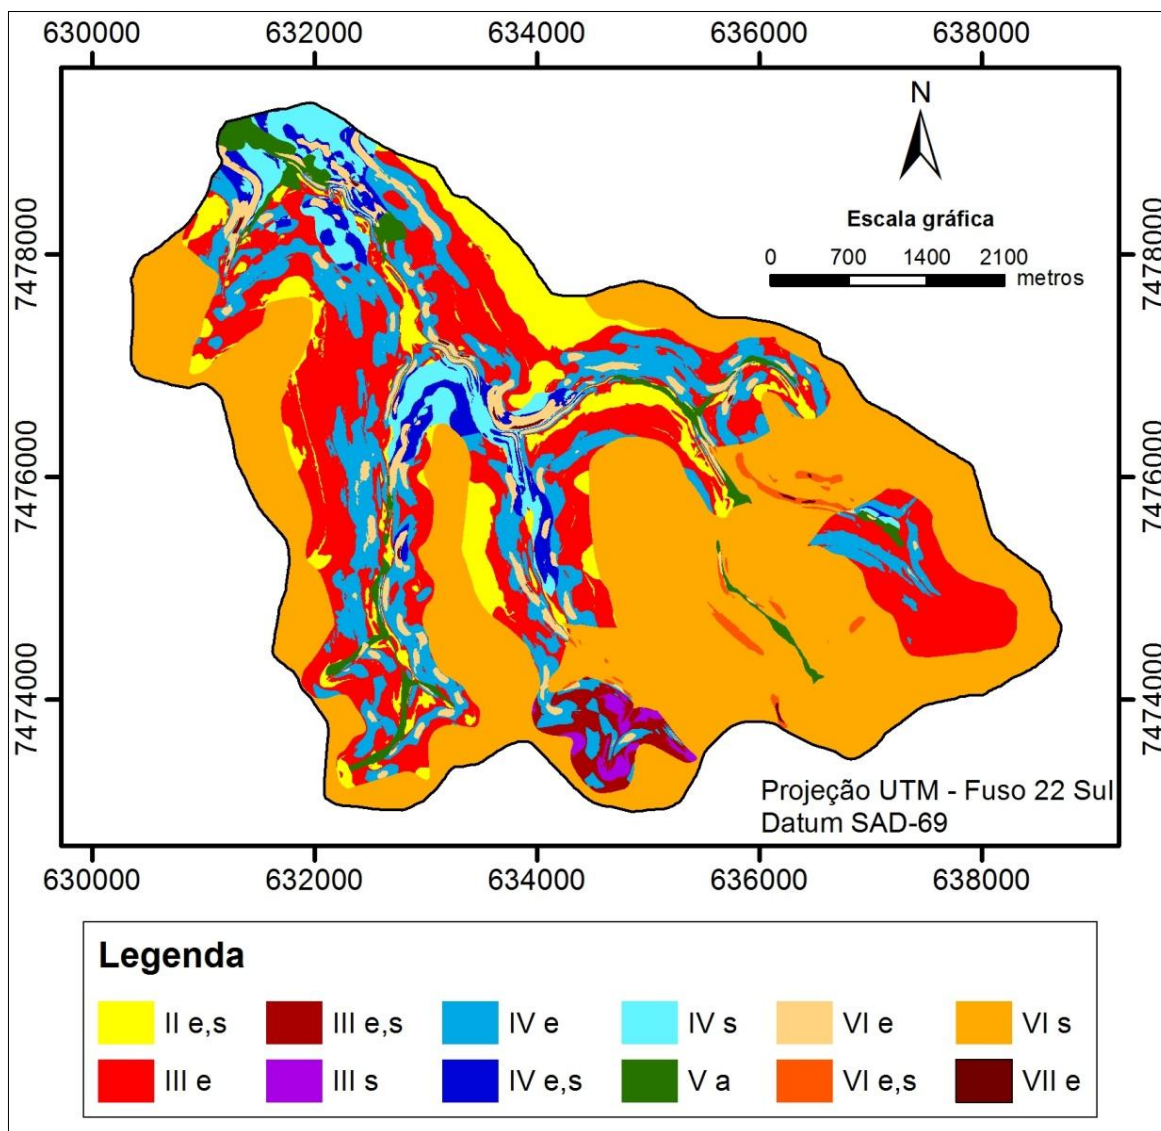 630000 632000 634000 636000 638000
N
Escala gráfica
0 700 1400 2100
metros
7478000 7478000
7476000 7476000
7474000 7474000
Projeção UTM - Fuso 22 Sul
Datum SAD-69
630000 632000 634000 636000 638000
Legenda
II e,s III e,s IV e IV s VI e VI s
III e III s IV e,s V a VI e,s VII e